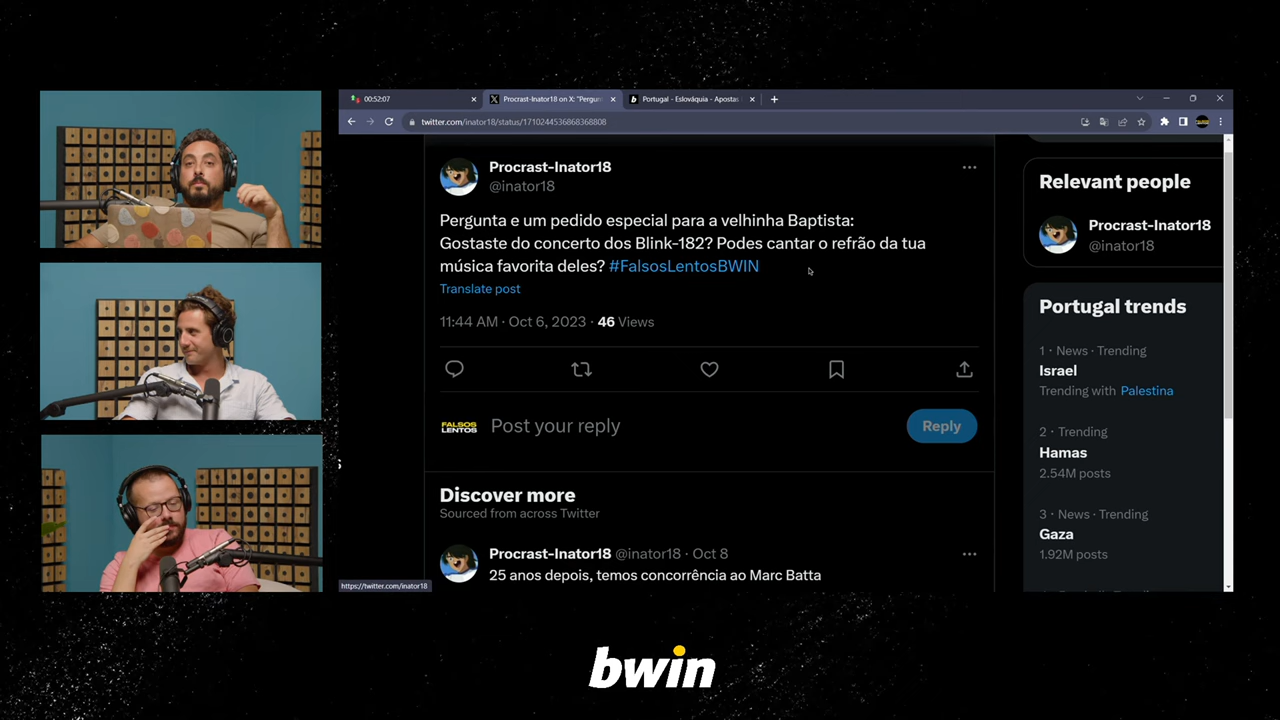 00:52:07
Procrast-Inator18 on X: "Pergun
Portugal - Eslováquia - Apostas
twitter.com/inator18/status/1710244536868368808
Procrast-Inator18
@inator18
Pergunta e um pedido especial para a velhinha Baptista:
Gostaste do concerto dos Blink-182? Podes cantar o refrão da tua
música favorita deles? #FalsosLentosBWIN
Translate post
11:44 AM · Oct 6, 2023 · 46 Views
FALSOS
LENTOS
Post your reply
Reply
Discover more
Sourced from across Twitter
Procrast-Inator18 @inator18 · Oct 8
25 anos depois, temos concorrência ao Marc Batta
https://twitter.com/inator18
Relevant people
Procrast-Inator18
@inator18
Portugal trends
1 · News · Trending
Israel
Trending with Palestina
2 · Trending
Hamas
2.54M posts
3 · News · Trending
Gaza
1.92M posts
bwin